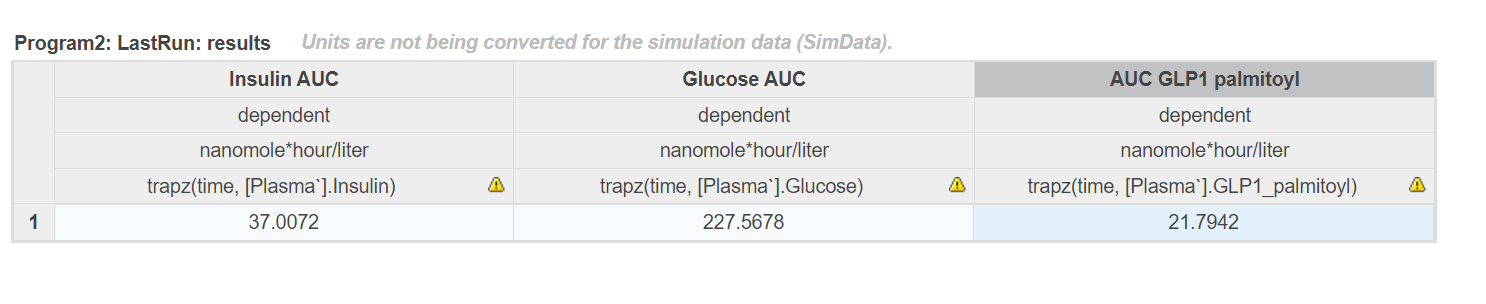 Program2: LastRun: results Units are not being converted for the simulation data (SimData).
Insulin AUC Glucose AUC AUC GLP1 palmitoyl
dependent dependent dependent
nanomole*hour/liter nanomole*hour/liter nanomole*hour/liter
trapz(time, [Plasma`].Insulin) trapz(time, [Plasma`].Glucose) trapz(time, [Plasma`].GLP1_palmitoyl)
1 37.0072 227.5678 21.7942